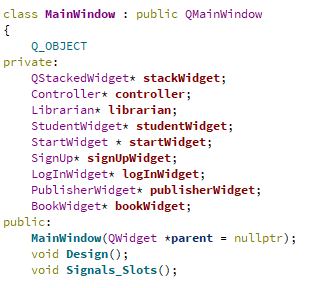 class MainWindow : public QMainWindow
{
    Q_OBJECT
private:
    QStackedWidget* stackWidget;
    Controller* controller;
    Librarian* librarian;
    StudentWidget* studentWidget;
    StartWidget * startWidget;
    SignUp* signUpWidget;
    LogInWidget* logInWidget;
    PublisherWidget* publisherWidget;
    BookWidget* bookWidget;
public:
    MainWindow(QWidget *parent = nullptr);
    void Design();
    void Signals_Slots();